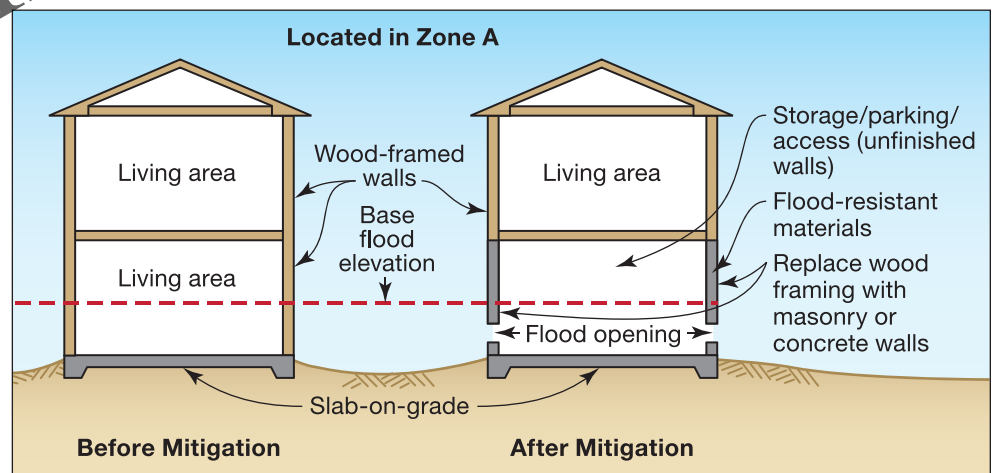 Located in Zone A
Living area
Wood-framed
walls
Base
flood
elevation
Living area
Living area
Storage/parking/
access (unfinished
walls)
Flood-resistant
materials
Replace wood
framing with
masonry or
concrete walls
Flood opening
Slab-on-grade
Before Mitigation
After Mitigation